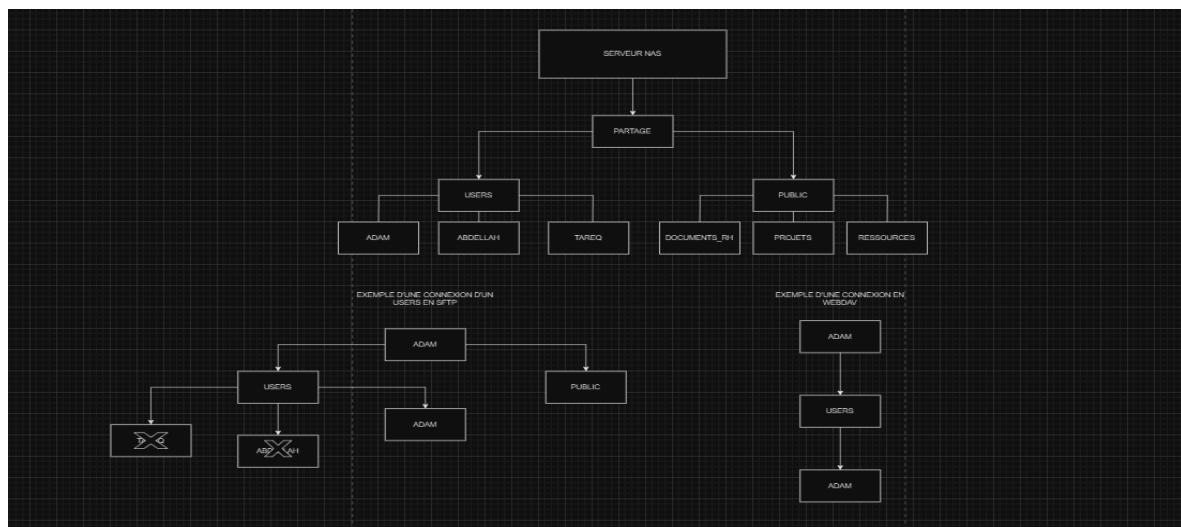 SERVEUR NAS
PARTAGE
USERS
PUBLIC
ADAM
ABDELLAH
TAREQ
DOCUMENTS_RH
PROJETS
RESSOURCES
EXEMPLE D'UNE CONNEXION D'UN
USERS EN SFTP
EXEMPLE D'UNE CONNEXION EN
WEBDAV
ADAM
ADAM
USERS
PUBLIC
USERS
ADAM
ADAM